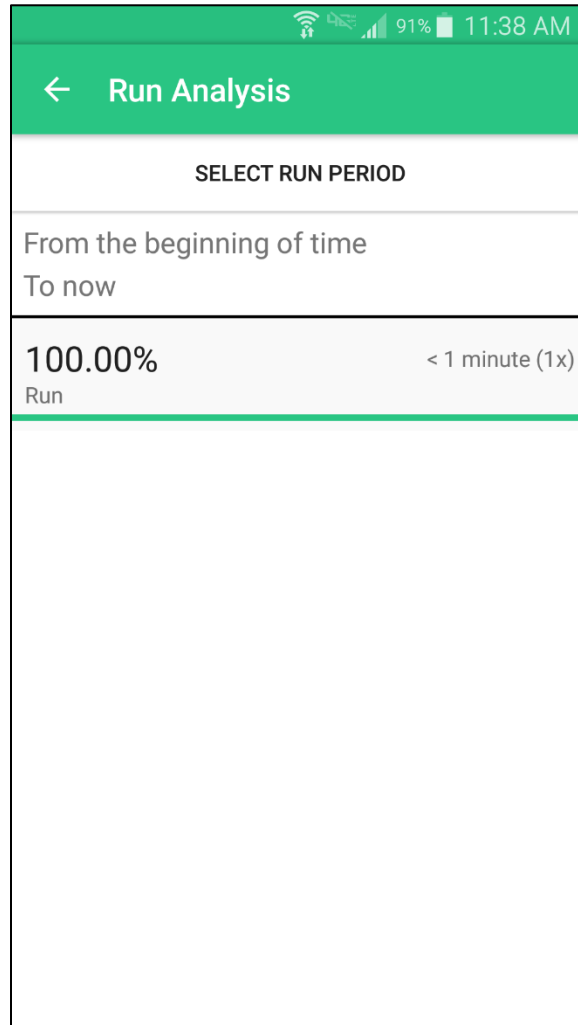 91% 11:38 AM
Run Analysis
SELECT RUN PERIOD
From the beginning of time
To now
100.00% < 1 minute (1x)
Run